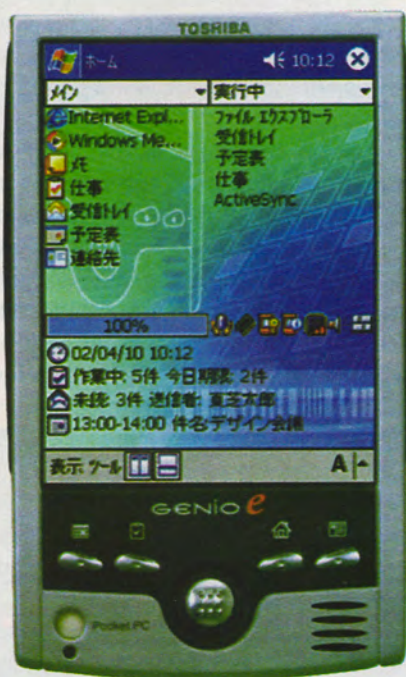 TOSHIBA
ホーム 10:12
メイン 実行中
Internet Expl... ファイル エクスプローラ
Windows Me... 受信トレイ
メモ 予定表
仕事 仕事
受信トレイ ActiveSync
予定表
連絡先
100%
02/04/10 10:12
作業中: 5件 今日期限: 2件
未読: 3件 送信者: 東芝太郎
13:00-14:00 件名:デザイン会議
表示 ツール A
GENIO e
Pocket PC